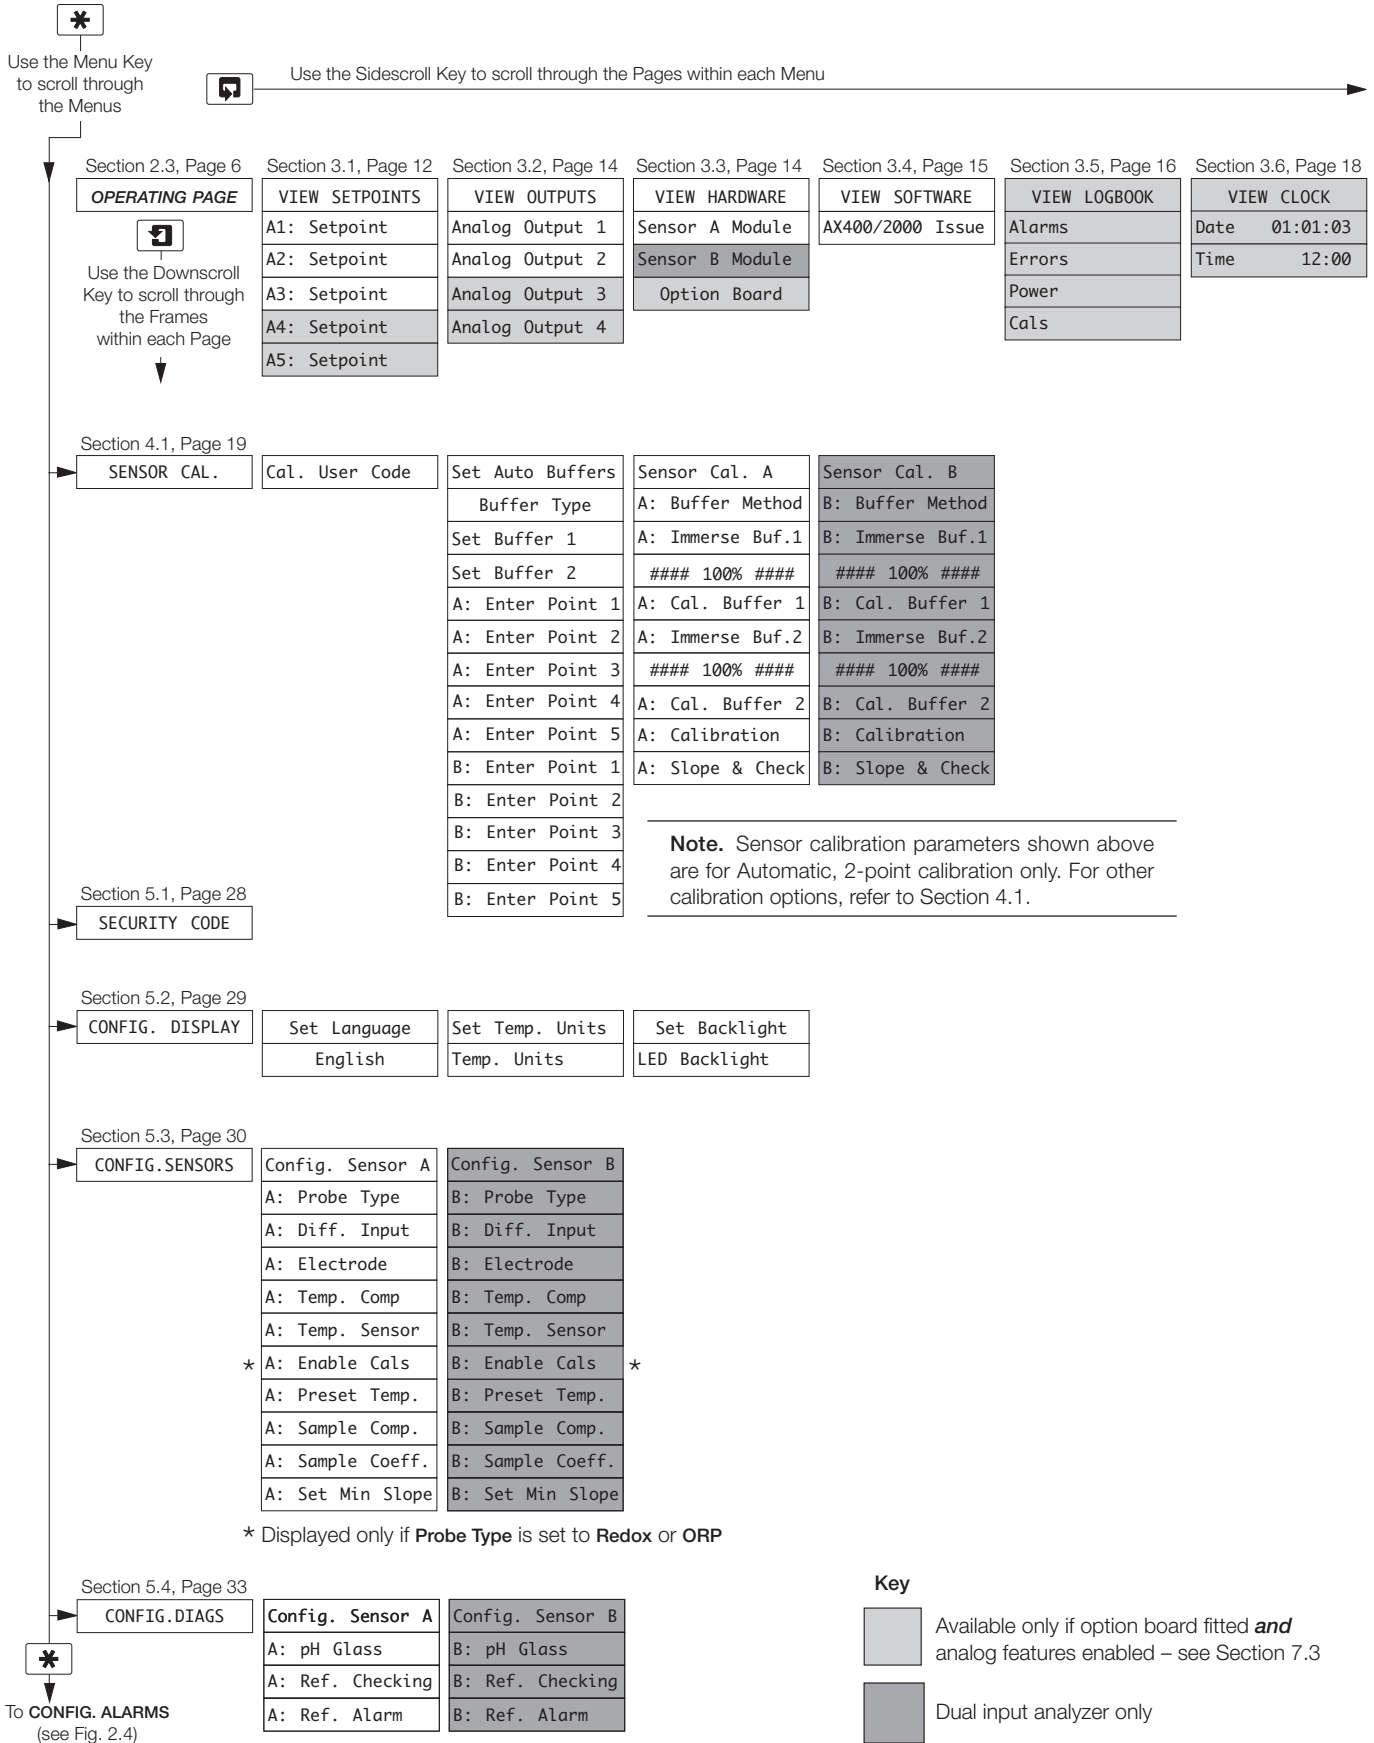 Use the Menu Key
to scroll through
the Menus
Use the Sidescroll Key to scroll through the Pages within each Menu
Section 2.3, Page 6
OPERATING PAGE
Use the Downscroll
Key to scroll through
the Frames
within each Page
Section 3.1, Page 12
VIEW SETPOINTS
A1: Setpoint
A2: Setpoint
A3: Setpoint
A4: Setpoint
A5: Setpoint
Section 3.2, Page 14
VIEW OUTPUTS
Analog Output 1
Analog Output 2
Analog Output 3
Analog Output 4
Section 3.3, Page 14
VIEW HARDWARE
Sensor A Module
Sensor B Module
Option Board
Section 3.4, Page 15
VIEW SOFTWARE
AX400/2000 Issue
Section 3.5, Page 16
VIEW LOGBOOK
Alarms
Errors
Power
Cals
Section 3.6, Page 18
VIEW CLOCK
Date 01:01:03
Time 12:00
Section 4.1, Page 19
SENSOR CAL.
Cal. User Code
Set Auto Buffers
Buffer Type
Set Buffer 1
Set Buffer 2
A: Enter Point 1
A: Enter Point 2
A: Enter Point 3
A: Enter Point 4
A: Enter Point 5
B: Enter Point 1
B: Enter Point 2
B: Enter Point 3
B: Enter Point 4
B: Enter Point 5
Sensor Cal. A
A: Buffer Method
A: Immerse Buf.1
#### 100% ####
A: Cal. Buffer 1
A: Immerse Buf.2
#### 100% ####
A: Cal. Buffer 2
A: Calibration
A: Slope & Check
Sensor Cal. B
B: Buffer Method
B: Immerse Buf.1
#### 100% ####
B: Cal. Buffer 1
B: Immerse Buf.2
#### 100% ####
B: Cal. Buffer 2
B: Calibration
B: Slope & Check
Note. Sensor calibration parameters shown above
are for Automatic, 2-point calibration only. For other
calibration options, refer to Section 4.1.
Section 5.1, Page 28
SECURITY CODE
Section 5.2, Page 29
CONFIG. DISPLAY
Set Language
English
Set Temp. Units
Temp. Units
Set Backlight
LED Backlight
Section 5.3, Page 30
CONFIG.SENSORS
Config. Sensor A
A: Probe Type
A: Diff. Input
A: Electrode
A: Temp. Comp
A: Temp. Sensor
* A: Enable Cals
A: Preset Temp.
A: Sample Comp.
A: Sample Coeff.
A: Set Min Slope
Config. Sensor B
B: Probe Type
B: Diff. Input
B: Electrode
B: Temp. Comp
B: Temp. Sensor
B: Enable Cals *
B: Preset Temp.
B: Sample Comp.
B: Sample Coeff.
B: Set Min Slope
* Displayed only if Probe Type is set to Redox or ORP
Section 5.4, Page 33
CONFIG.DIAGS
Config. Sensor A
A: pH Glass
A: Ref. Checking
A: Ref. Alarm
Config. Sensor B
B: pH Glass
B: Ref. Checking
B: Ref. Alarm
To CONFIG. ALARMS
(see Fig. 2.4)
Key
Available only if option board fitted and
analog features enabled – see Section 7.3
Dual input analyzer only